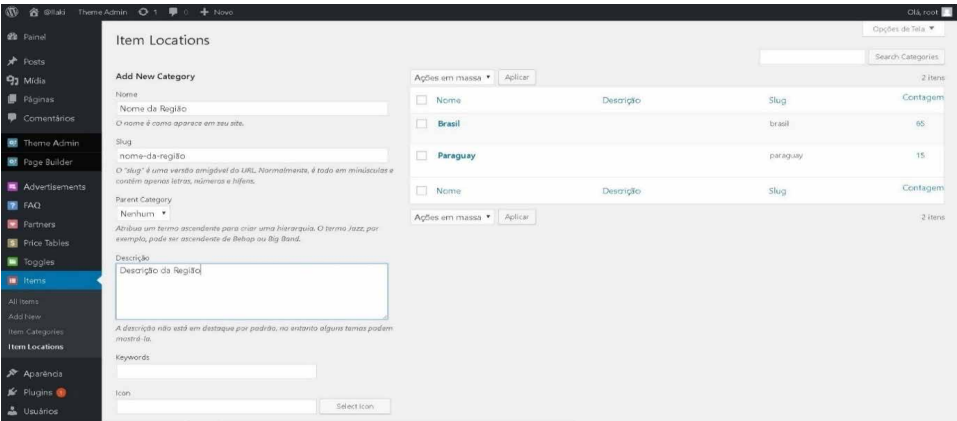 @Ilaki Theme Admin 1 0 + Novo Olá, root
Painel
Posts
Mídia
Páginas
Comentários
Theme Admin
Page Builder
Advertisements
FAQ
Partners
Price Tables
Toggles
Items
All Items
Add New
Item Categories
Item Locations
Aparência
Plugins 1
Usuários
Opções de Tela ▼
Item Locations
Search Categories
Add New Category
Nome
Nome da Região
O nome é como aparece em seu site.
Slug
nome-da-região
O "slug" é uma versão amigável do URL. Normalmente, é todo em minúsculas e
contém apenas letras, números e hífens.
Parent Category
Nenhum ▼
Atribua um termo ascendente para criar uma hierarquia. O termo Jazz, por
exemplo, pode ser ascendente de Bebop ou Big Band.
Descrição
Descrição da Região
A descrição não está em destaque por padrão, no entanto alguns temas podem
mostrá-la.
Keywords
Icon
Select Icon
Ações em massa ▼ Aplicar 2 itens
Nome Descrição Slug Contagem
Brasil brasil 65
Paraguay paraguay 15
Nome Descrição Slug Contagem
Ações em massa ▼ Aplicar 2 itens